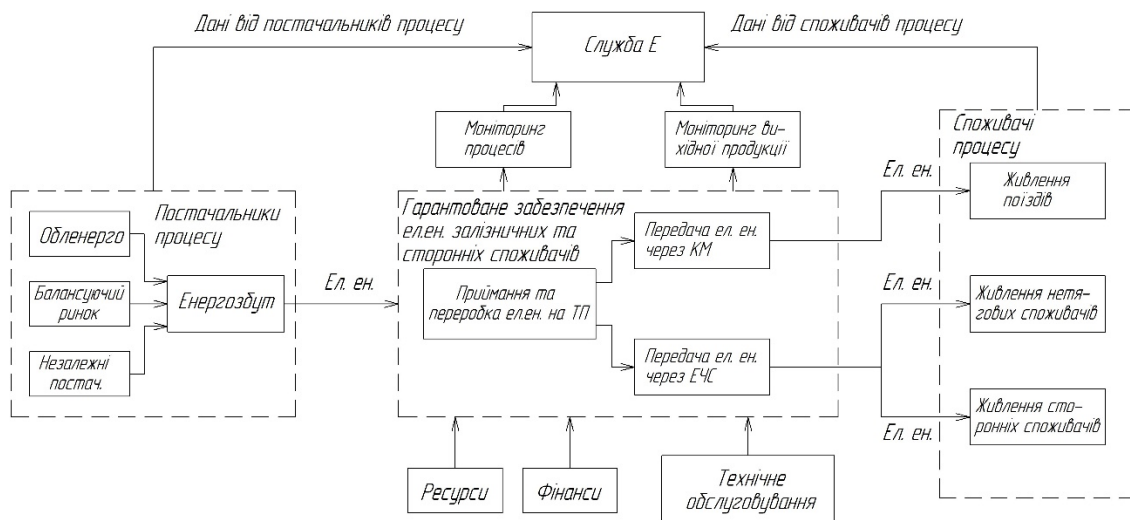 Дані від постачальників процесу
Служба Е
Дані від споживачів процесу
Моніторинг
процесів
Моніторинг ви-
хідної продукції
Постачальники
процесу
Обленерго
Балансуючий
ринок
Незалежні
постач.
Енергозбут
Ел. ен.
Гарантоване забезпечення
ел.ен. залізничних та
сторонніх споживачів
Приймання та
переробка ел.ен. на ТП
Передача ел. ен.
через КМ
Передача ел. ен.
через ЕЧС
Ел. ен.
Ел. ен.
Ел. ен.
Споживачі
процесу
Живлення
поїздів
Живлення нетя-
гових споживачів
Живлення сто-
ронніх споживачів
Ресурси
Фінанси
Технічне
обслуговування